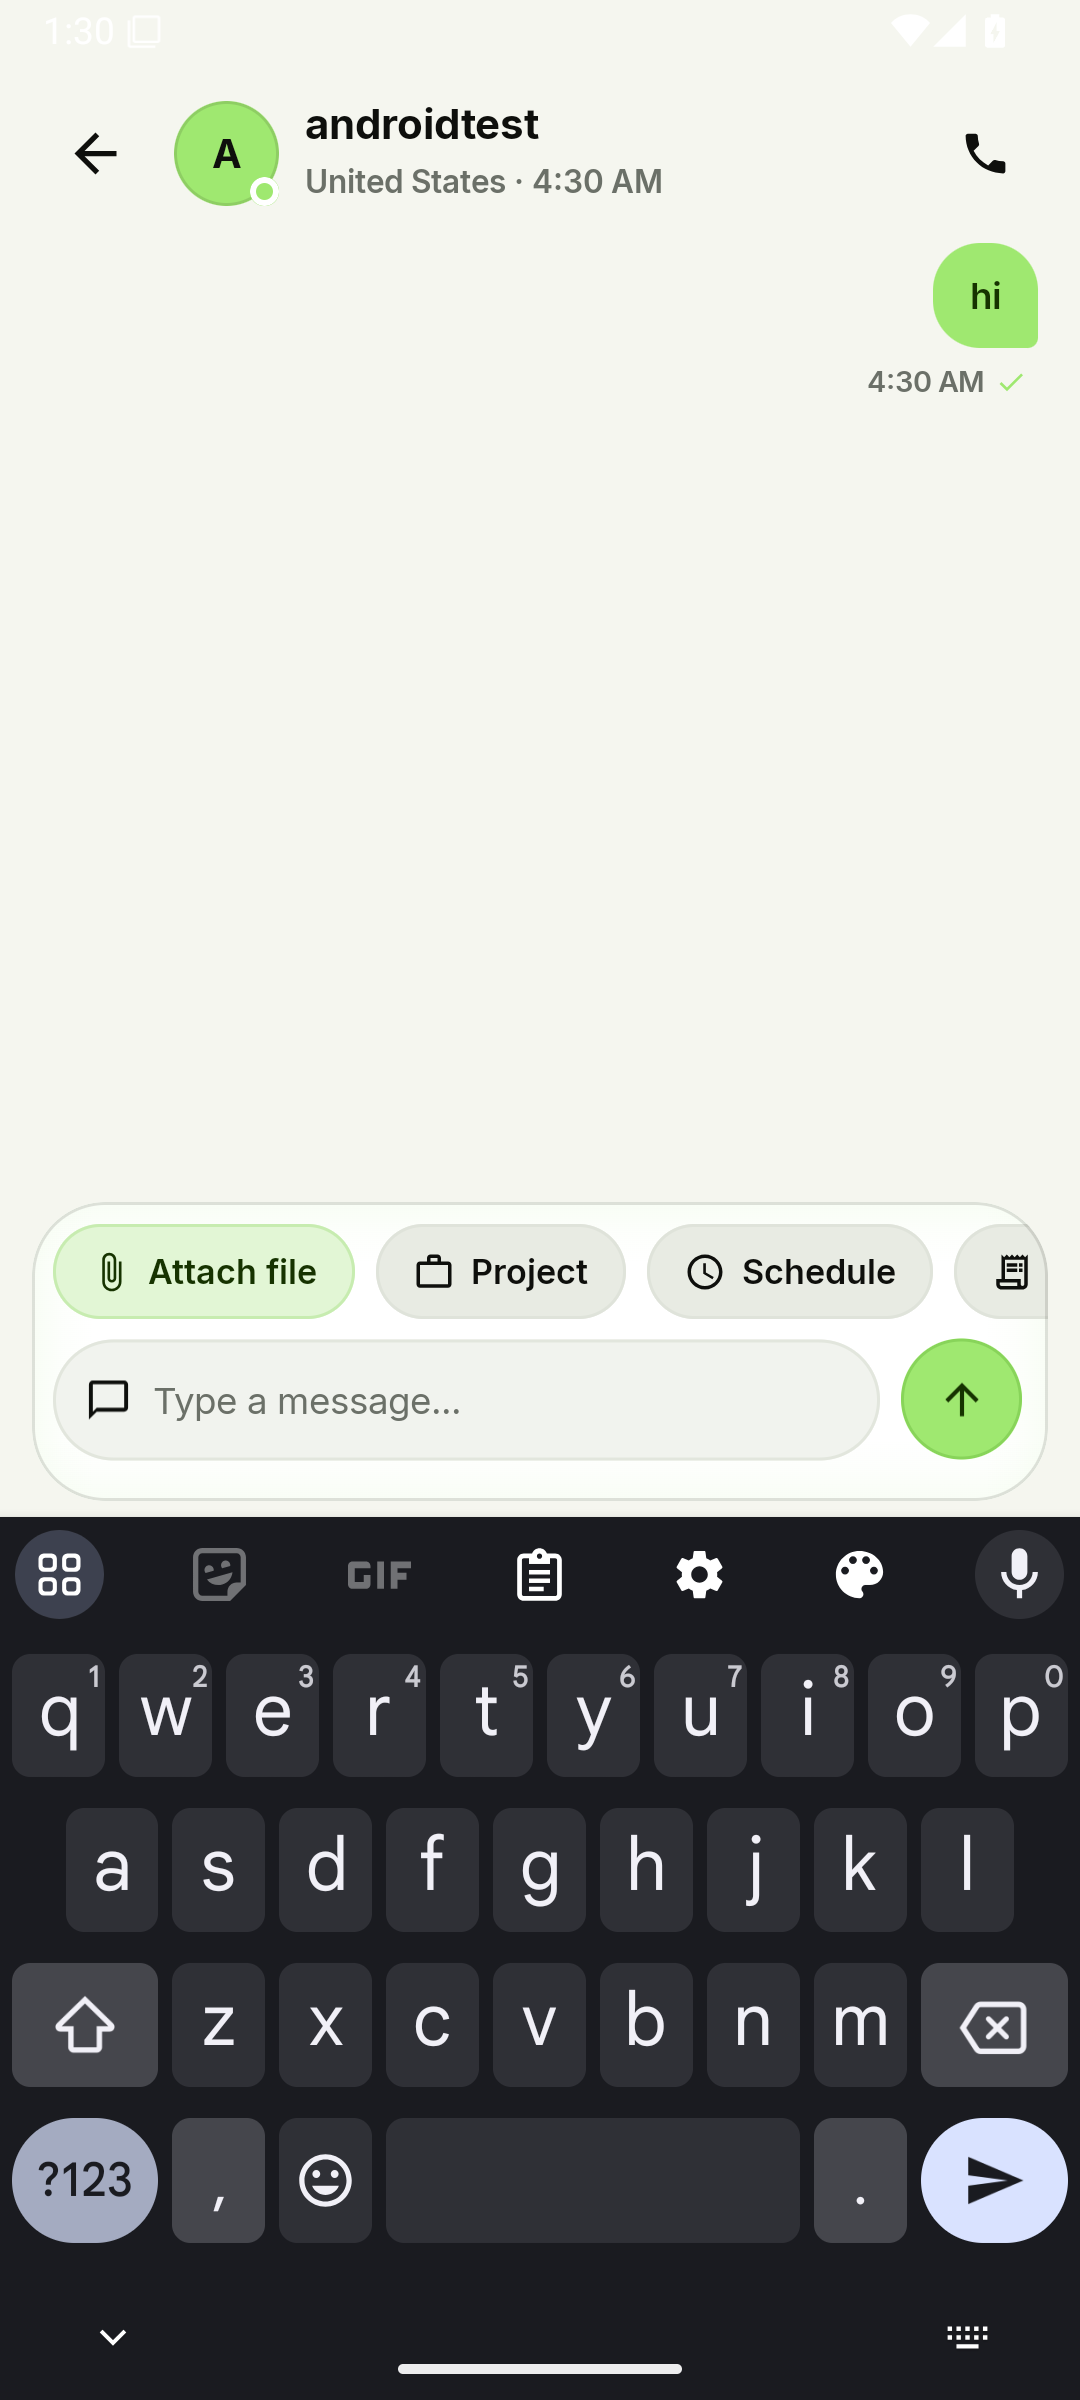 1:30
androidtest
A
United States · 4:30 AM
hi
4:30 AM
Attach file
Project
Schedule
Type a message...
GIF
q1 w2 e3 r4 t5 y6 u7 i8 o9 p0
a s d f g h j k l
z x c v b n m
?123 , .